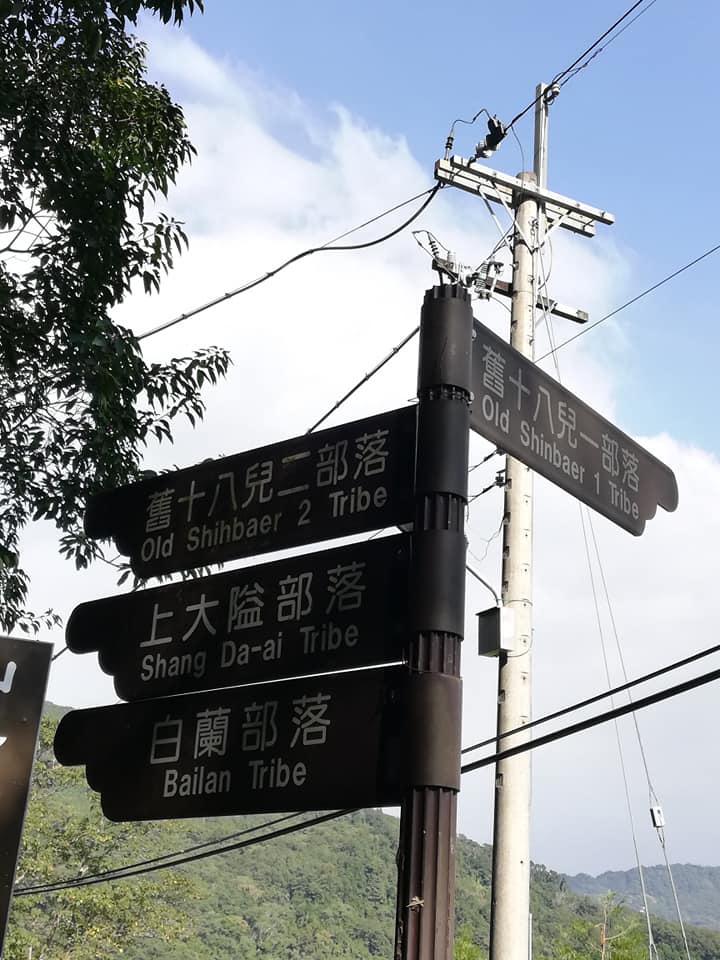 舊十八兒一部落
Old Shinbaer 1 Tribe
舊十八兒二部落
Old Shihbaer 2 Tribe
上大隘部落
Shang Da-ai Tribe
白蘭部落
Bailan Tribe